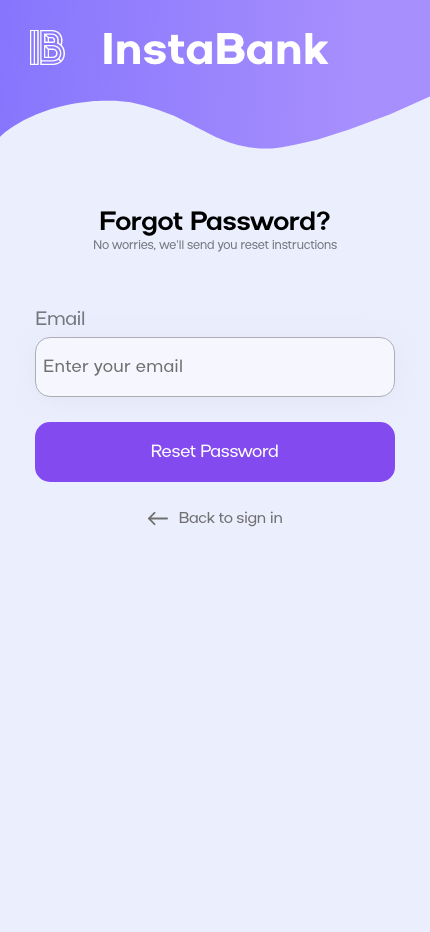 IB InstaBank
Forgot Password?
No worries, we'll send you reset instructions
Email
Enter your email
Reset Password
Back to sign in